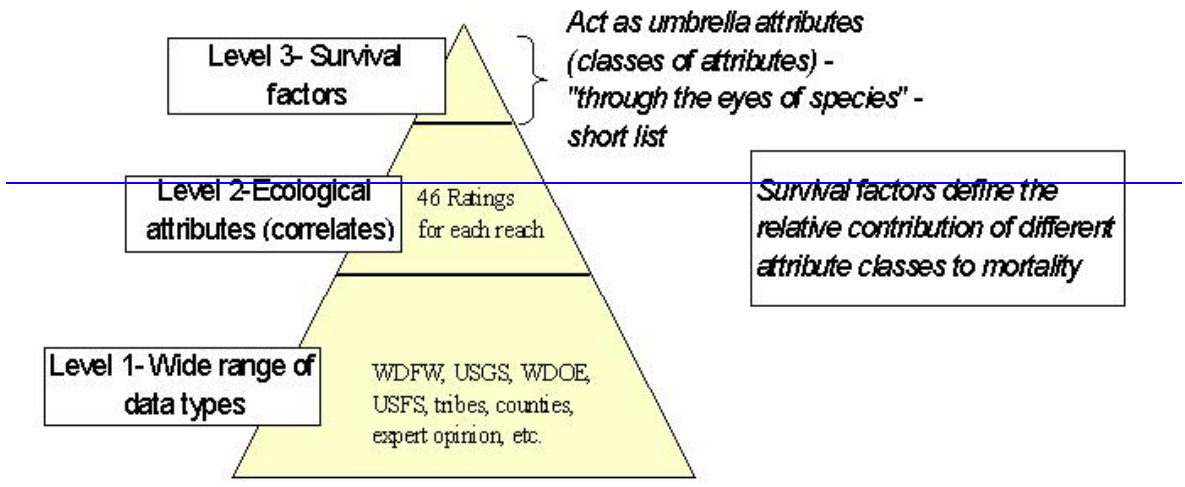 Level 3- Survival
factors
Act as umbrella attributes
(classes of attributes) -
"through the eyes of species" -
short list
Level 2-Ecological
attributes (correlates)
46 Ratings
for each reach
Survival factors define the
relative contribution of different
attribute classes to mortality
Level 1- Wide range of
data types
WDFW, USGS, WDOE,
USFS, tribes, counties,
expert opinion, etc.